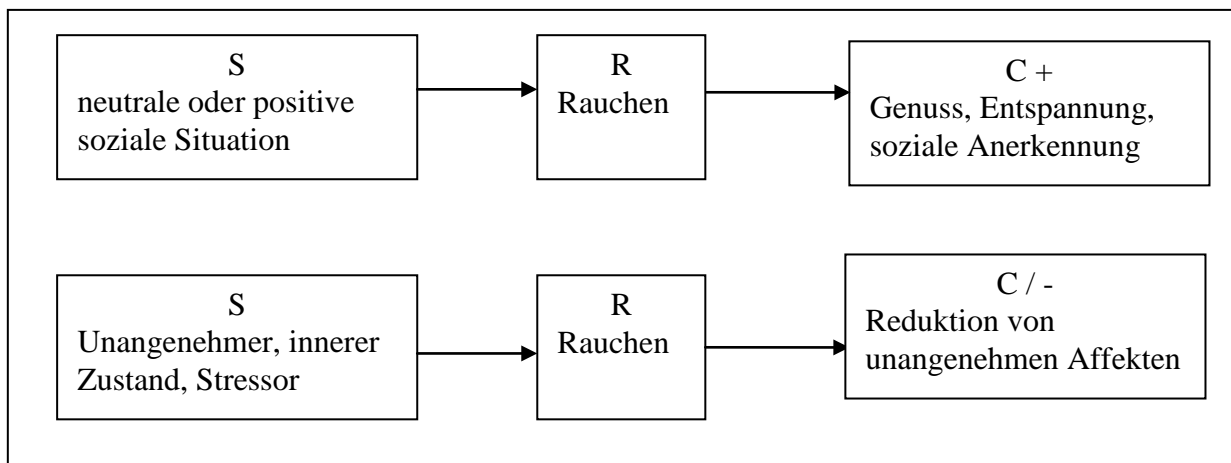 S
neutrale oder positive
soziale Situation
R
Rauchen
C +
Genuss, Entspannung,
soziale Anerkennung
S
Unangenehmer, innerer
Zustand, Stressor
R
Rauchen
C / -
Reduktion von
unangenehmen Affekten